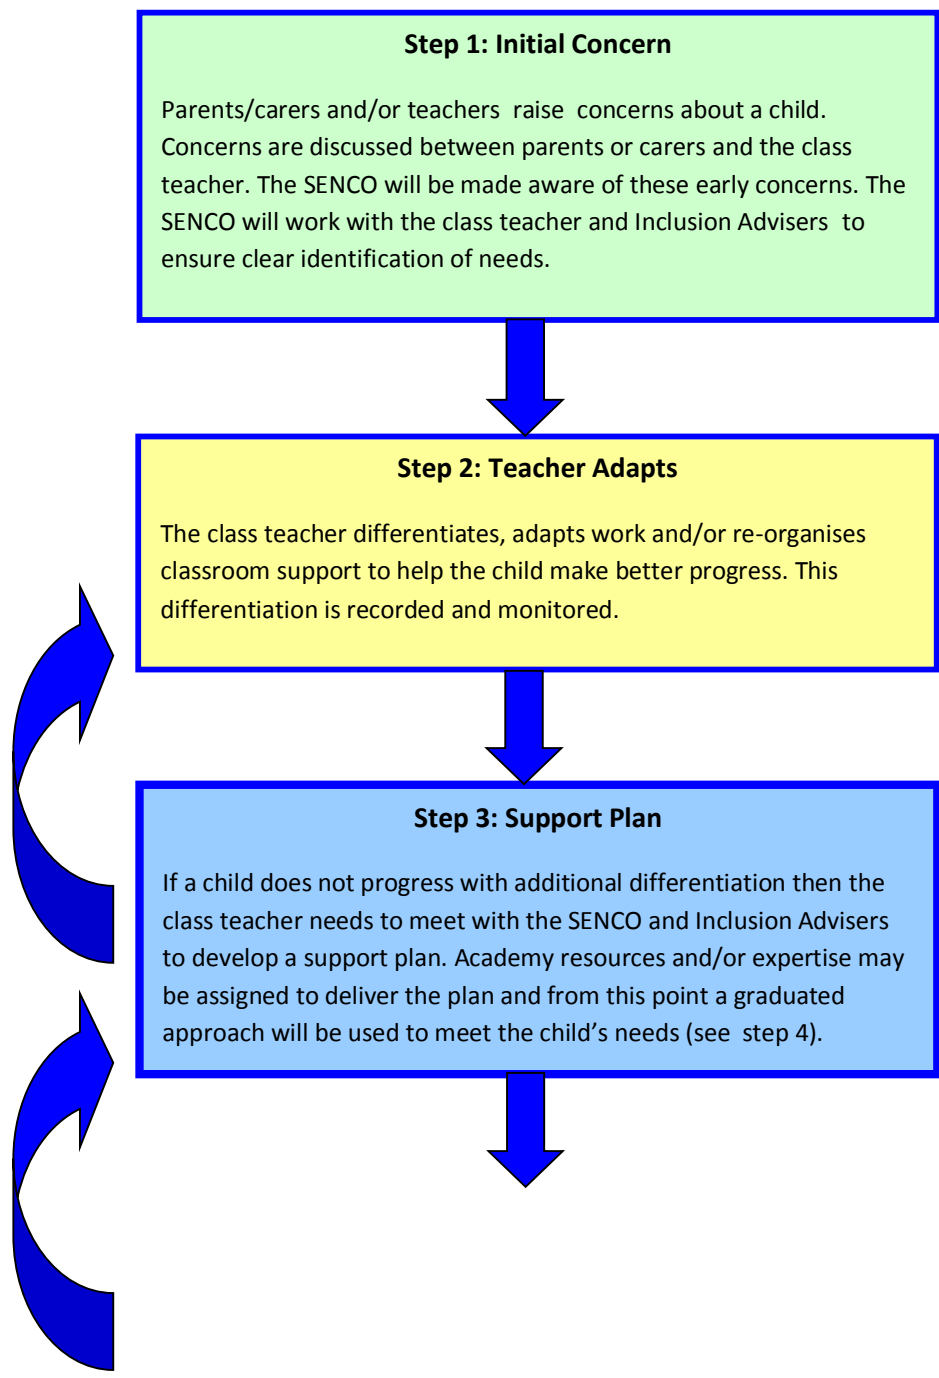 Step 1: Initial Concern
Parents/carers and/or teachers raise concerns about a child.
Concerns are discussed between parents or carers and the class
teacher. The SENCO will be made aware of these early concerns. The
SENCO will work with the class teacher and Inclusion Advisers to
ensure clear identification of needs.
Step 2: Teacher Adapts
The class teacher differentiates, adapts work and/or re-organises
classroom support to help the child make better progress. This
differentiation is recorded and monitored.
Step 3: Support Plan
If a child does not progress with additional differentiation then the
class teacher needs to meet with the SENCO and Inclusion Advisers
to develop a support plan. Academy resources and/or expertise may
be assigned to deliver the plan and from this point a graduated
approach will be used to meet the child’s needs (see step 4).